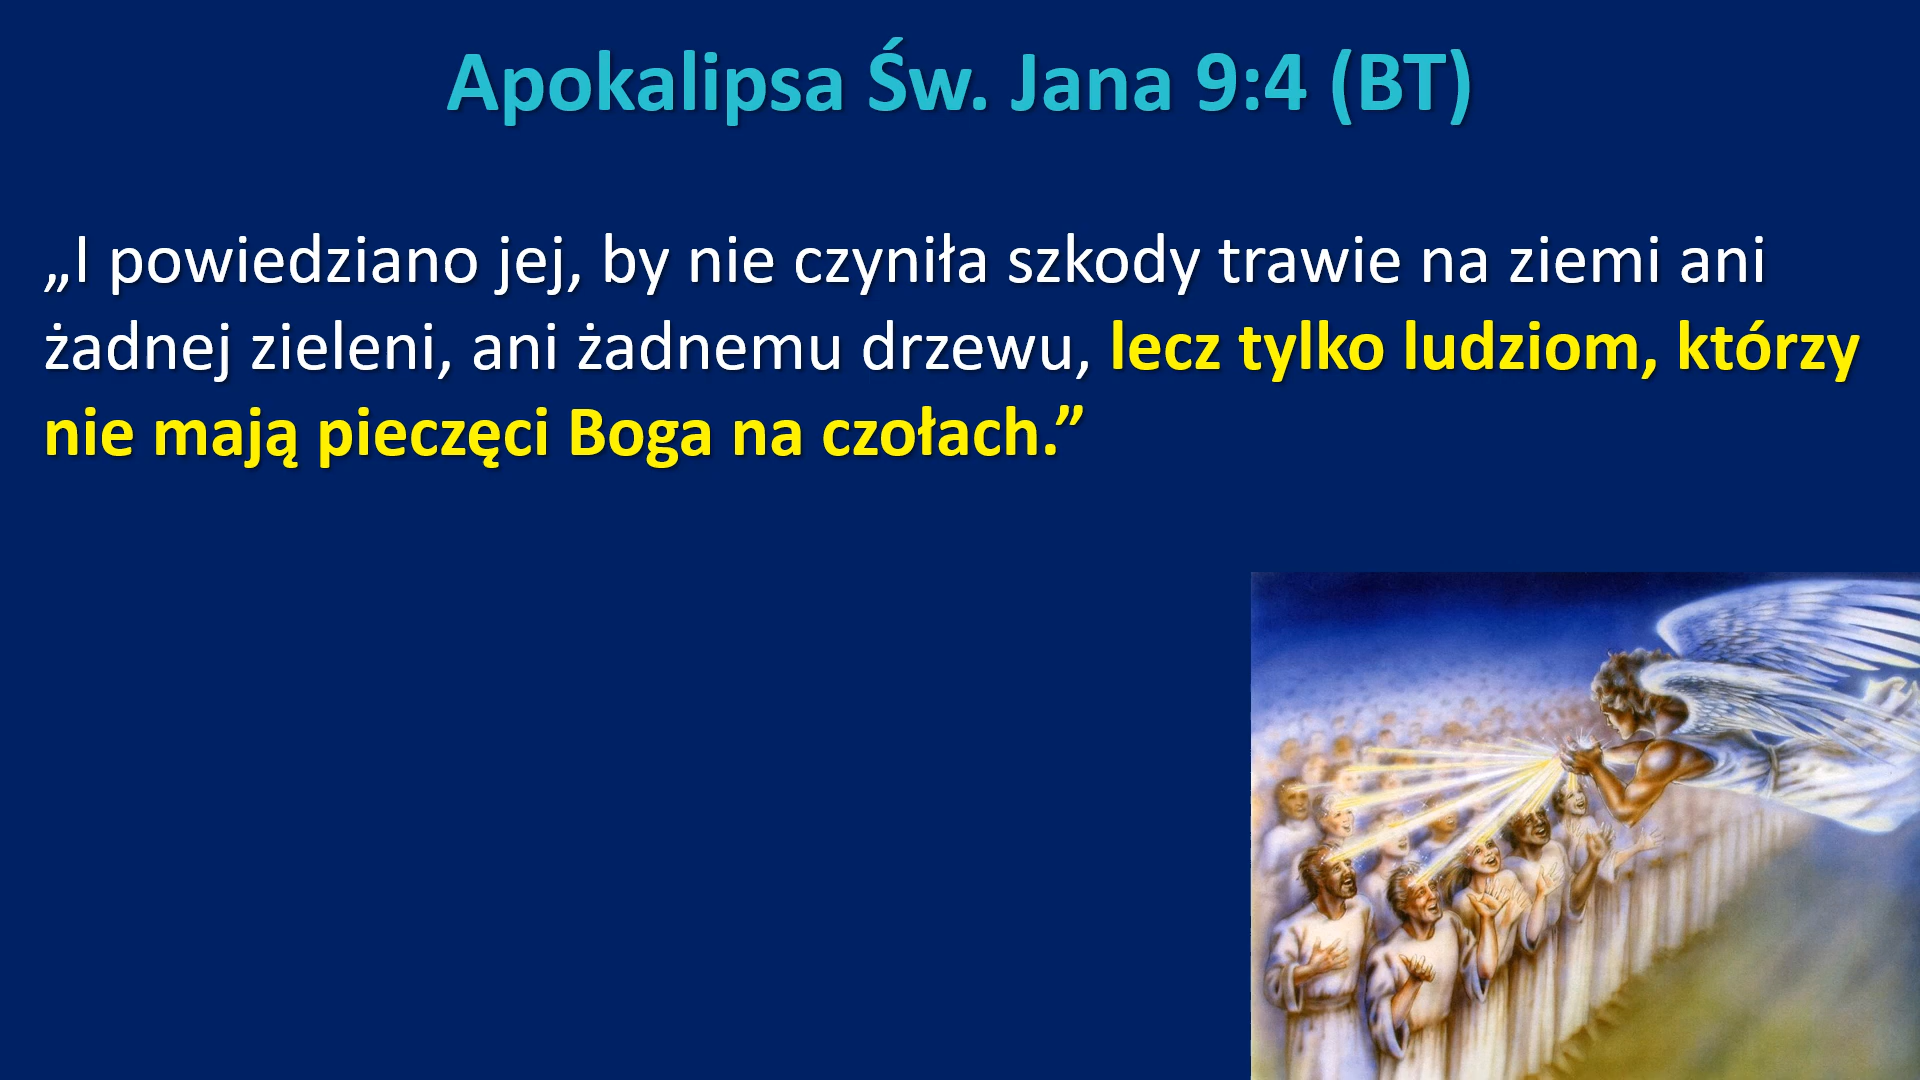 Apokalipsa Św. Jana 9:4 (BT)
„I powiedziano jej, by nie czyniła szkody trawie na ziemi ani
żadnej zieleni, ani żadnemu drzewu, lecz tylko ludziom, którzy
nie mają pieczęci Boga na czołach.”